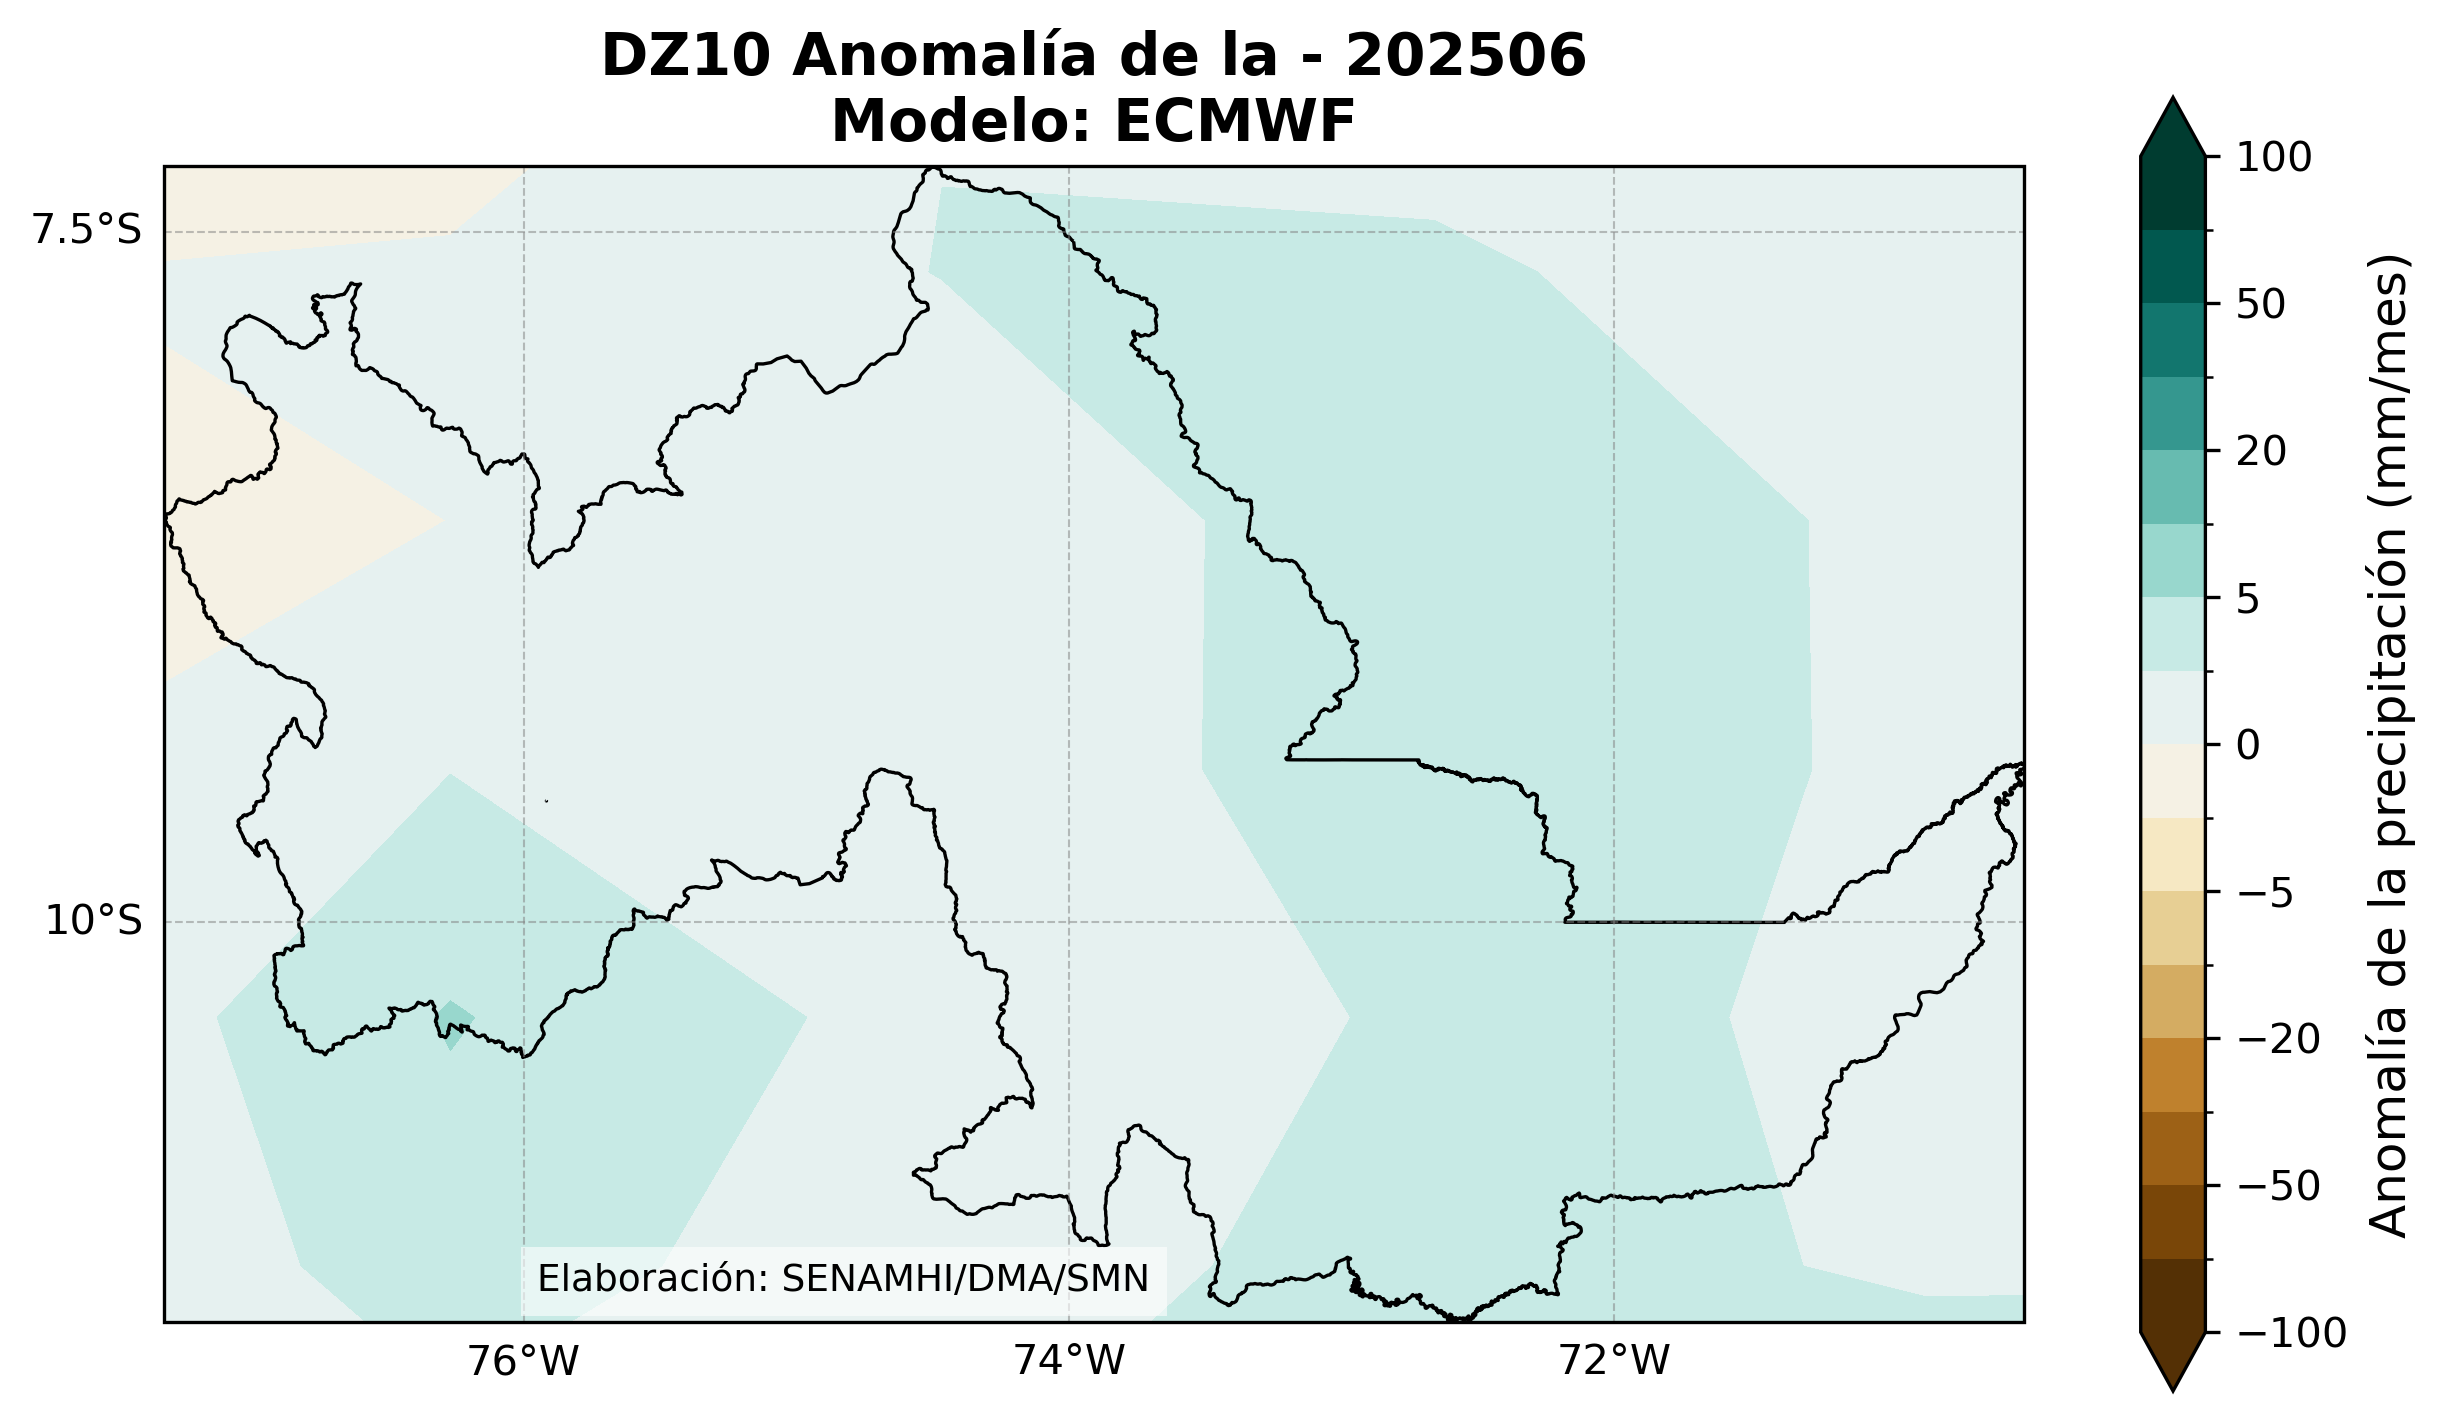 DZ10 Anomalía de la - 202506
Modelo: ECMWF
7.5°S
10°S
76°W
74°W
72°W
Elaboración: SENAMHI/DMA/SMN
100
50
20
5
0
−5
−20
−50
−100
Anomalía de la precipitación (mm/mes)